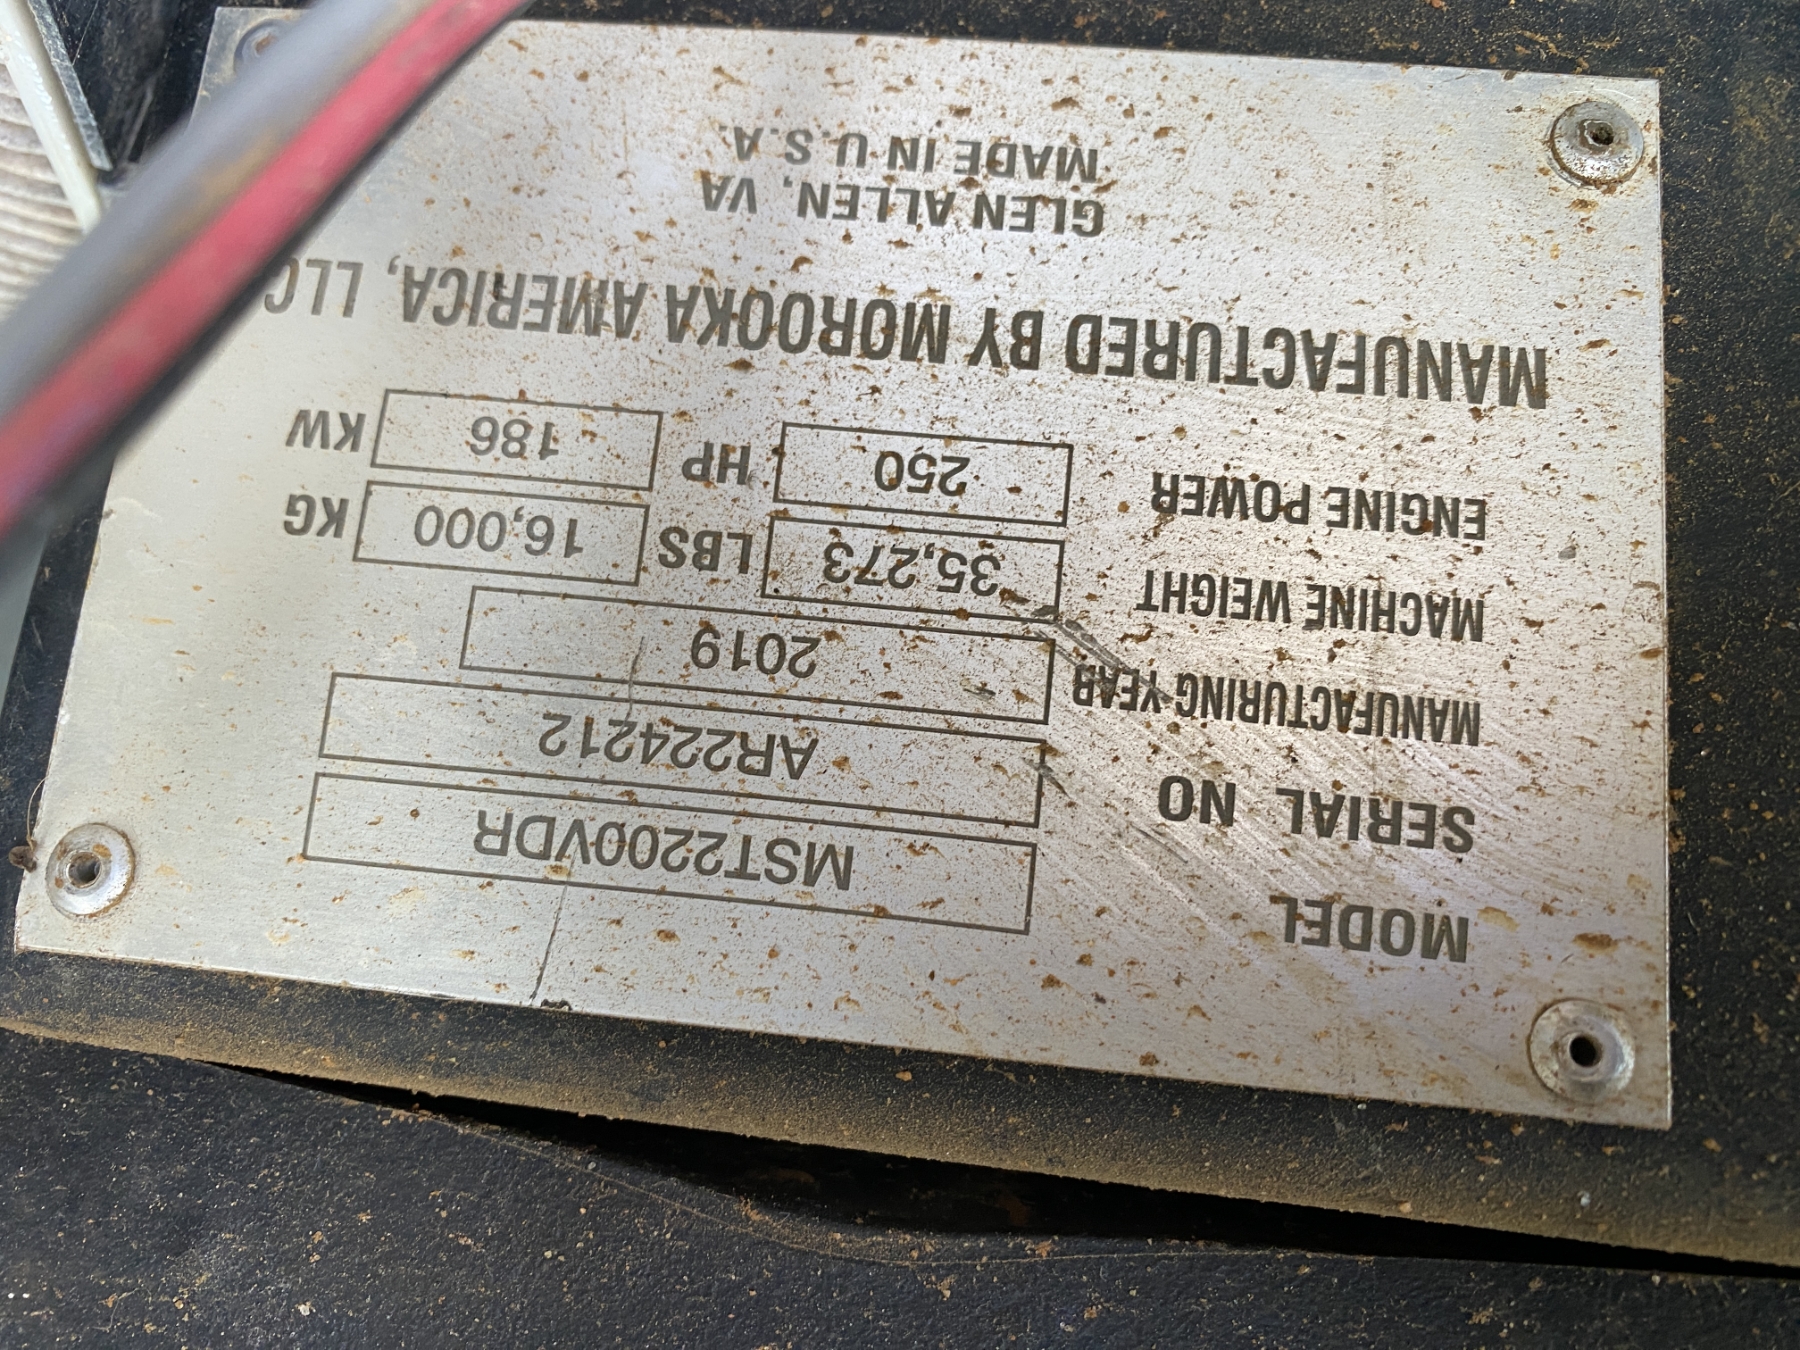 MODEL MST2200VDR
SERIAL NO AR224212
MANUFACTURING YEAR 2019
MACHINE WEIGHT 35,273 LBS 16,000 KG
ENGINE POWER 250 HP 186 KW
MANUFACTURED BY MOROOKA AMERICA, LLC
GLEN ALLEN, VA
MADE IN U.S.A.